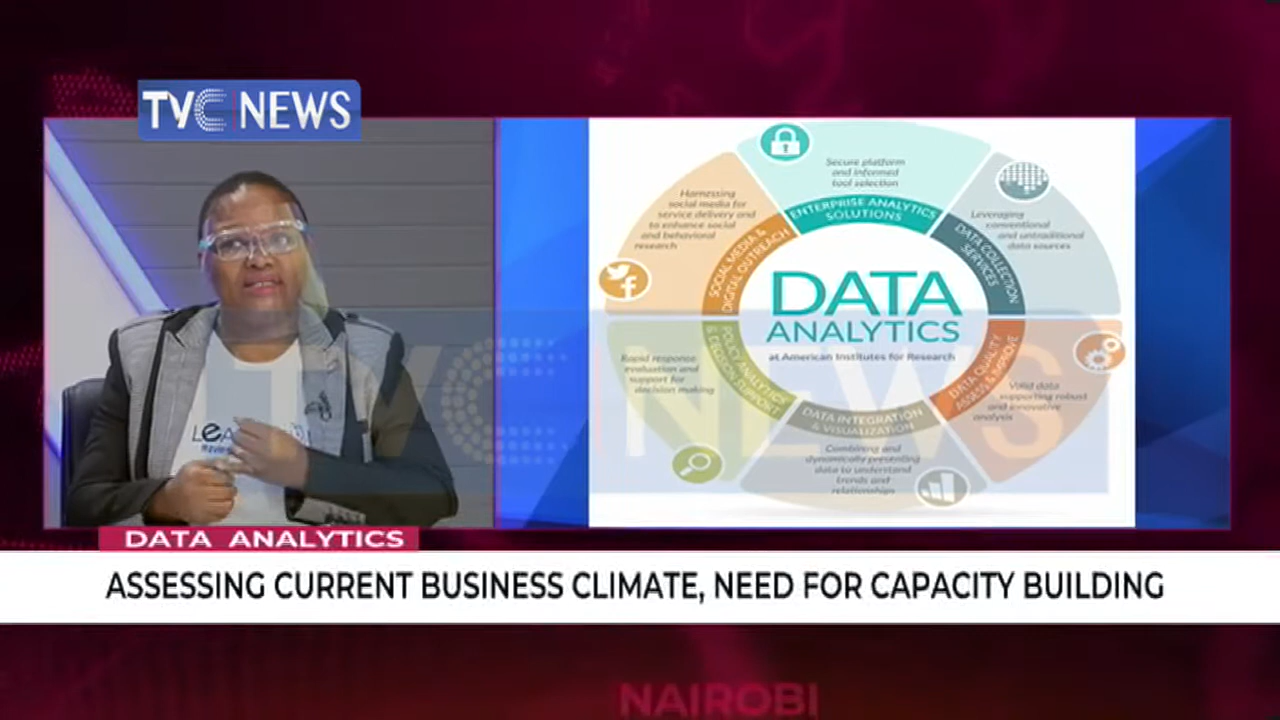 TVC NEWS
Secure platform
and informed
tool selection
ENTERPRISE ANALYTICS
SOLUTIONS
Harnessing
social media for
service delivery and
to enhance social
and behavioral
research
SOCIAL MEDIA &
DIGITAL OUTREACH
Leveraging
conventional
and untraditional
data sources
DATA COLLECTION
SERVICES
DATA
ANALYTICS
at American Institutes for Research
Rapid response
evaluation and
support for
decision making
POLICY ANALYTICS
& DECISION SUPPORT
Valid data
supporting robust
and innovative
analysis
DATA QUALITY
ASSESS & IMPROVE
DATA INTEGRATION
& VISUALIZATION
Combining and
dynamically presenting
data to understand
trends and
relationships
TVC NEWS
DATA ANALYTICS
ASSESSING CURRENT BUSINESS CLIMATE, NEED FOR CAPACITY BUILDING
NAIROBI